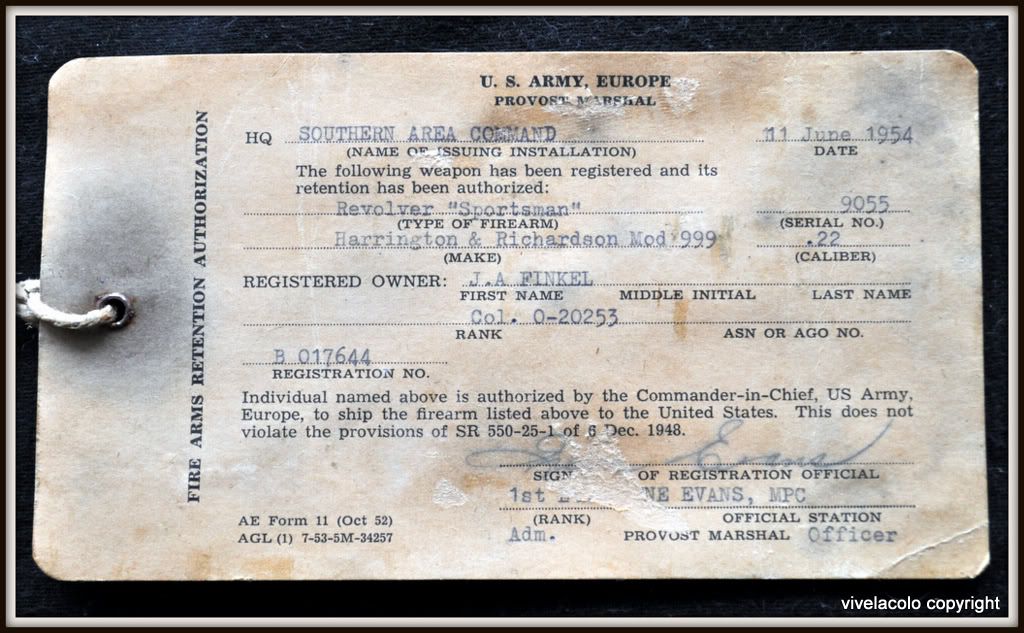 U. S. ARMY, EUROPE
PROVOST MARSHAL
FIRE ARMS RETENTION AUTHORIZATION
HQ SOUTHERN AREA COMMAND 11 June 1954
(NAME OF ISSUING INSTALLATION) DATE
The following weapon has been registered and its
retention has been authorized:
Revolver "Sportsman" 9055
(TYPE OF FIREARM) (SERIAL NO.)
Harrington & Richardson Mod 999 .22
(MAKE) (CALIBER)
REGISTERED OWNER: J.A FINKEL
FIRST NAME MIDDLE INITIAL LAST NAME
Col. O-20253
RANK ASN OR AGO NO.
B 017644
REGISTRATION NO.
Individual named above is authorized by the Commander-in-Chief, US Army,
Europe, to ship the firearm listed above to the United States. This does not
violate the provisions of SR 550-25-1 of 6 Dec. 1948.
Evans
SIGN OF REGISTRATION OFFICIAL
1st NE EVANS, MPC
(RANK) OFFICIAL STATION
Adm. PROVOST MARSHAL Officer
AE Form 11 (Oct 52)
AGL (1) 7-53-5M-34257
vivelacolo copyright